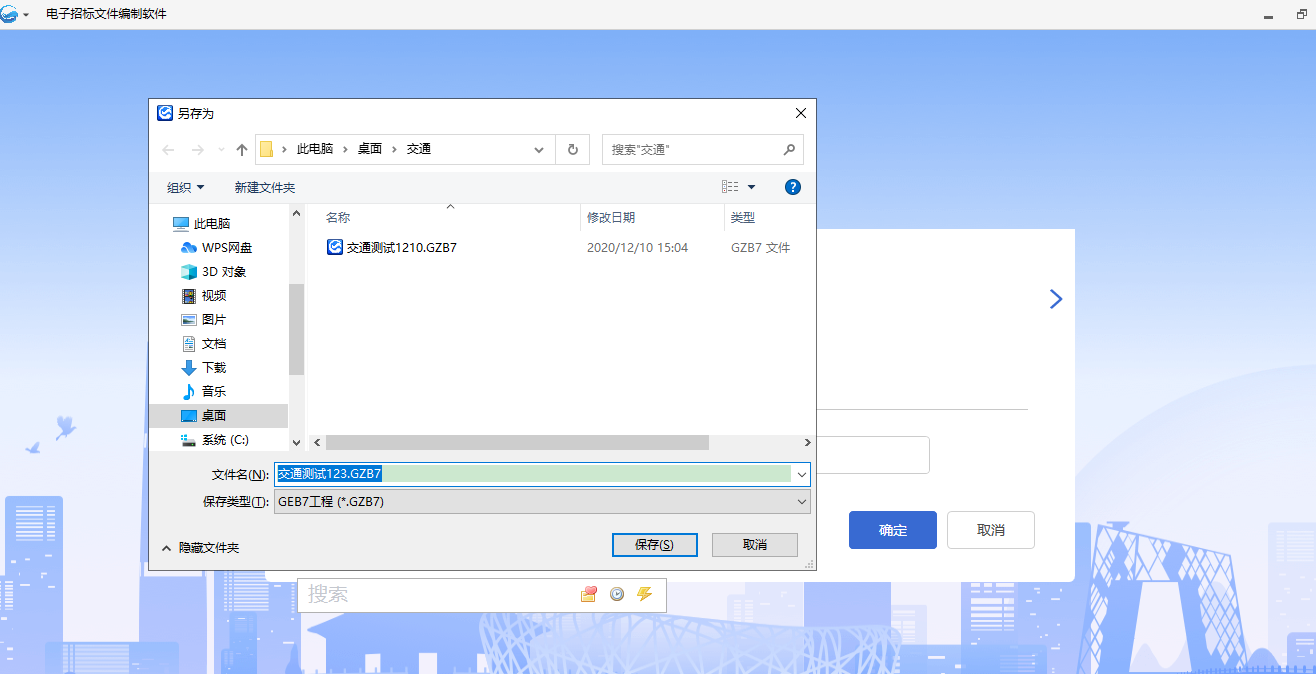 电子招标文件编制软件
另存为
此电脑 › 桌面 › 交通
搜索"交通"
组织 新建文件夹
名称 修改日期 类型
此电脑
WPS网盘
交通测试1210.GZB7 2020/12/10 15:04 GZB7 文件
3D 对象
视频
图片
文档
下载
音乐
桌面
系统 (C:)
文件名(N): 交通测试123.GZB7
保存类型(T): GEB7工程 (*.GZB7)
隐藏文件夹 保存(S) 取消
确定 取消
搜索